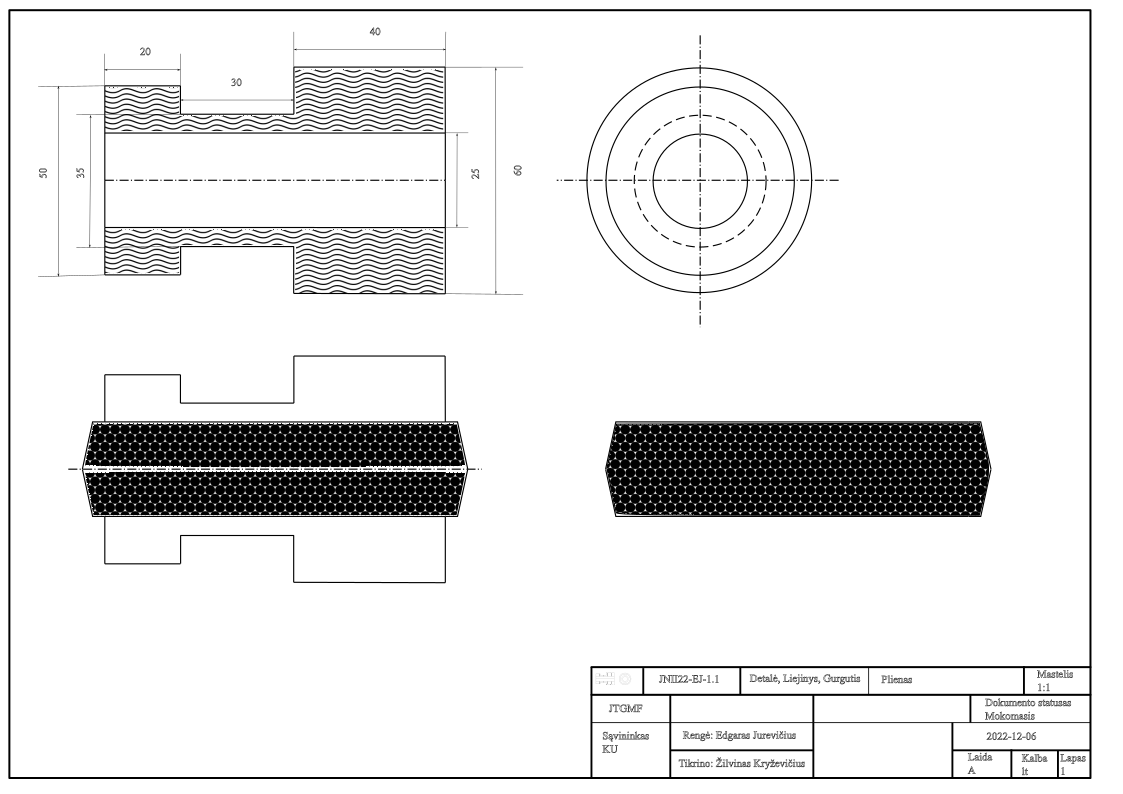 40
20
30
50
35
25
60
JNII22-EJ-1.1
Detalė, Liejinys, Gurgutis
Plienas
Mastelis
1:1
JTGMF
Dokumento statusas
Mokomasis
Sąvininkas
KU
Rengė: Edgaras Jurevičius
2022-12-06
Tikrino: Žilvinas Kryževičius
Laida
A
Kalba
lt
Lapas
1